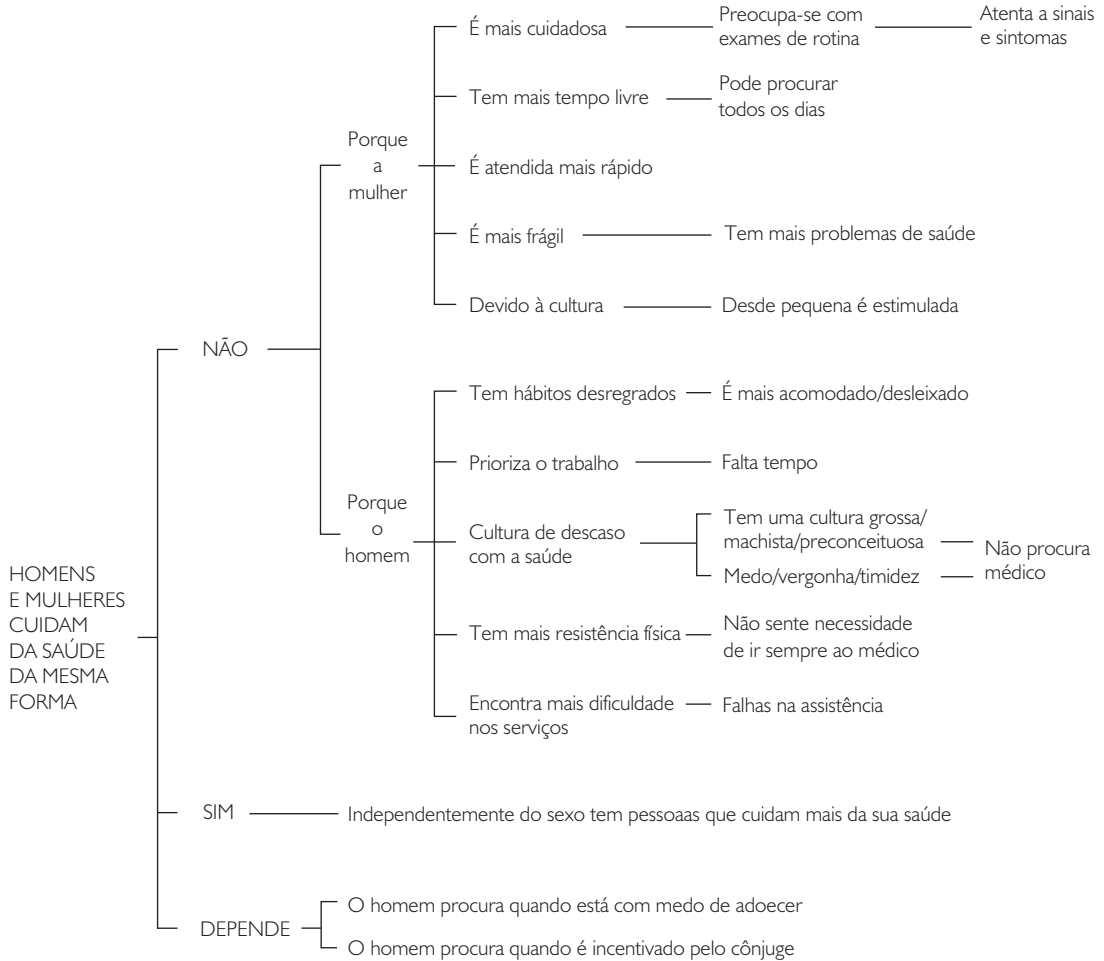 HOMENS
E MULHERES
CUIDAM
DA SAÚDE
DA MESMA
FORMA
NÃO
Porque
a
mulher
É mais cuidadosa
Preocupa-se com
exames de rotina
Atenta a sinais
e sintomas
Tem mais tempo livre
Pode procurar
todos os dias
É atendida mais rápido
É mais frágil
Tem mais problemas de saúde
Devido à cultura
Desde pequena é estimulada
Porque
o
homem
Tem hábitos desregrados
É mais acomodado/desleixado
Prioriza o trabalho
Falta tempo
Cultura de descaso
com a saúde
Tem uma cultura grossa/
machista/preconceituosa
Medo/vergonha/timidez
Não procura
médico
Tem mais resistência física
Não sente necessidade
de ir sempre ao médico
Encontra mais dificuldade
nos serviços
Falhas na assistência
SIM
Independentemente do sexo tem pessoaas que cuidam mais da sua saúde
DEPENDE
O homem procura quando está com medo de adoecer
O homem procura quando é incentivado pelo cônjuge